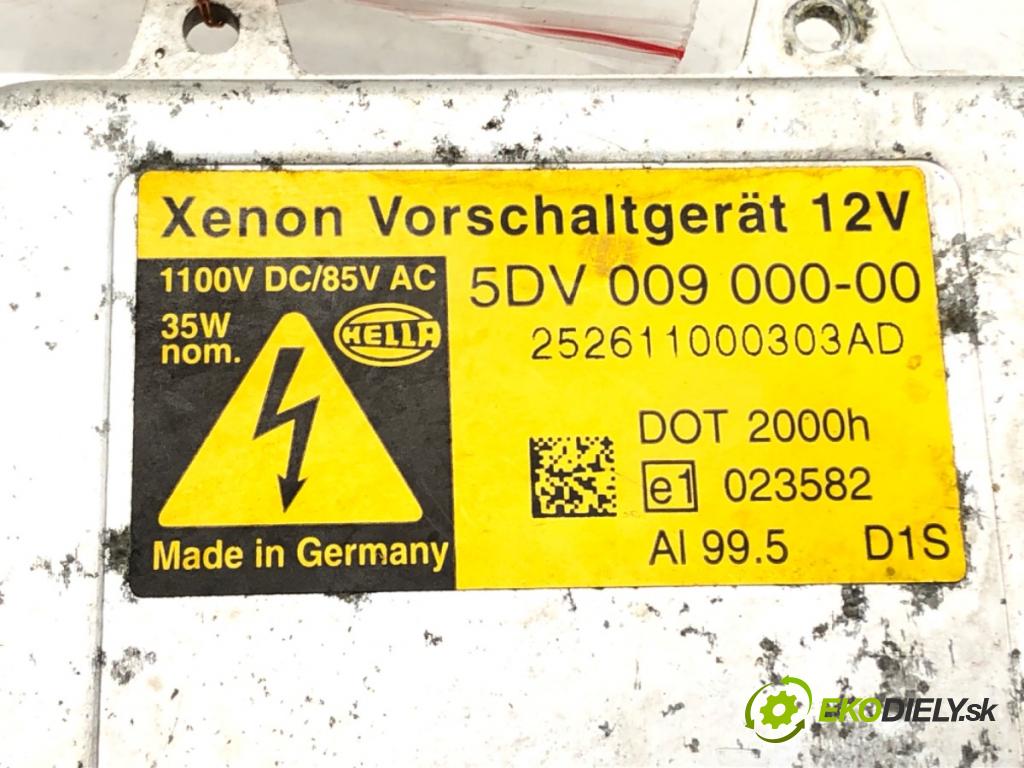 Xenon Vorschaltgerät 12V
1100V DC/85V AC
35W
nom.
HELLA
Made in Germany
5DV 009 000-00
252611000303AD
DOT 2000h
e1 023582
Al 99.5 D1S
EKODIELY.sk